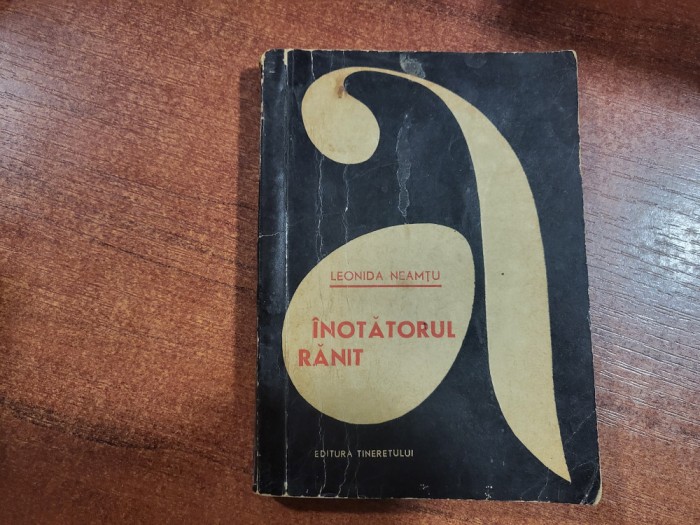 LEONIDA NEAMȚU
ÎNOTĂTORUL
RĂNIT
EDITURA TINERETULUI